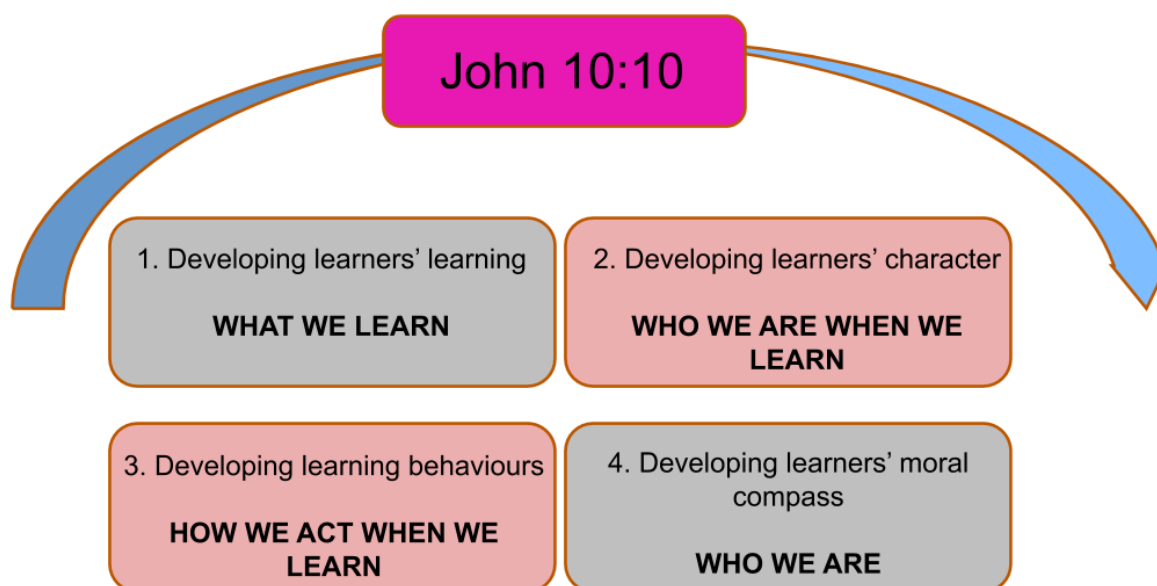 John 10:10
1. Developing learners’ learning
WHAT WE LEARN
2. Developing learners’ character
WHO WE ARE WHEN WE
LEARN
3. Developing learning behaviours
HOW WE ACT WHEN WE
LEARN
4. Developing learners’ moral
compass
WHO WE ARE